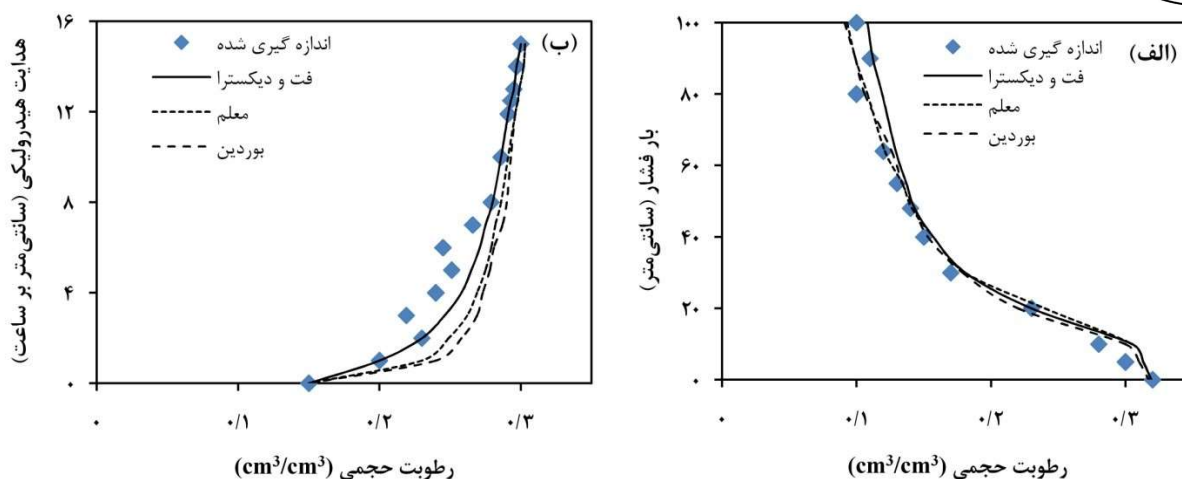 (الف)
بار فشار (سانتی‌متر)
۱۰۰
۸۰
۶۰
۴۰
۲۰
۰
اندازه گیری شده
فت و دیکسترا
معلم
بوردین
۰/۱
۰/۲
۰/۳
رطوبت حجمی (cm³/cm³)
(ب)
هدایت هیدرولیکی (سانتی‌متر بر ساعت)
۱۶
۱۲
۸
۴
۰
اندازه گیری شده
فت و دیکسترا
معلم
بوردین
۰
۰/۱
۰/۲
۰/۳
رطوبت حجمی (cm³/cm³)